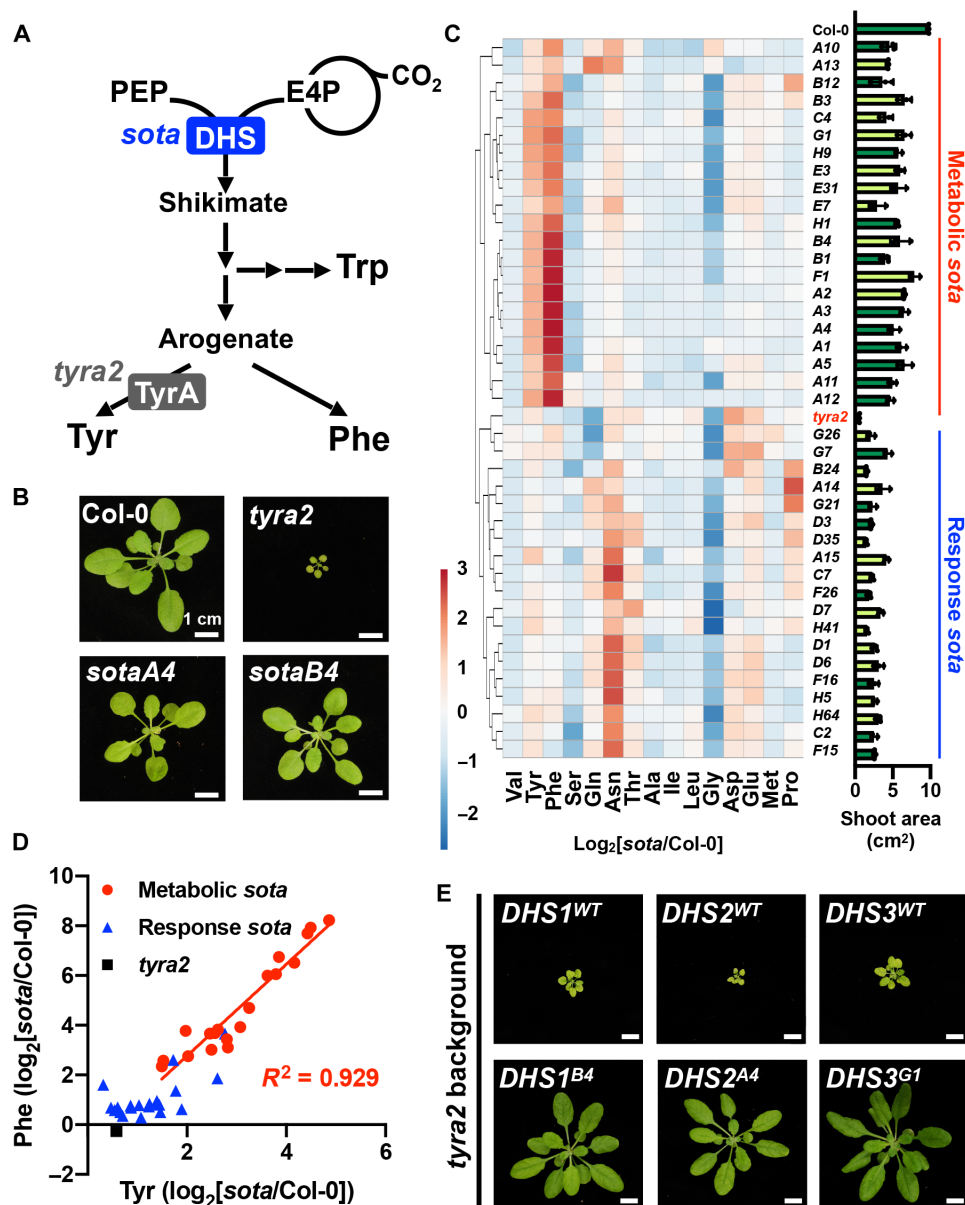 A
PEP
E4P
CO2
sota
DHS
Shikimate
Trp
Arogenate
tyra2
TyrA
Tyr
Phe
B
Col-0
tyra2
1 cm
sotaA4
sotaB4
C
Col-0
A10
A13
B12
B3
C4
G1
H9
E3
E31
E7
H1
B4
B1
F1
A2
A3
A4
A1
A5
A11
A12
tyra2
G26
G7
B24
A14
G21
D3
D35
A15
C7
F26
D7
H41
D1
D6
F16
H5
H64
C2
F15
Metabolic sota
Response sota
3
2
1
0
−1
−2
Val
Tyr
Phe
Ser
Gln
Asn
Thr
Ala
Ile
Leu
Gly
Asp
Glu
Met
Pro
Log2[sota/Col-0]
0
10
Shoot area
(cm2)
D
10
8
6
4
2
0
−2
Phe (log2[sota/Col-0])
Metabolic sota
Response sota
tyra2
R2 = 0.929
2
4
6
Tyr (log2[sota/Col-0])
E
tyra2 background
DHS1WT
DHS2WT
DHS3WT
DHS1B4
DHS2A4
DHS3G1